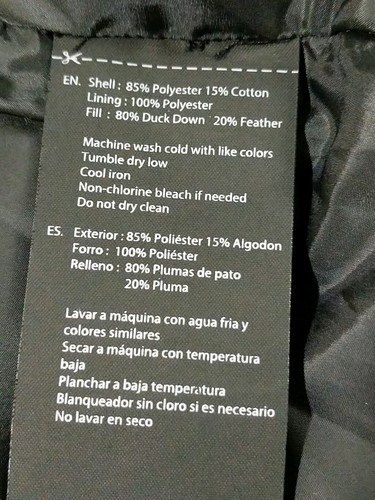 EN. Shell : 85% Polyester 15% Cotton
Lining : 100% Polyester
Fill : 80% Duck Down 20% Feather
Machine wash cold with like colors
Tumble dry low
Cool iron
Non-chlorine bleach if needed
Do not dry clean
ES. Exterior : 85% Poliéster 15% Algodon
Forro : 100% Poliéster
Relleno : 80% Plumas de pato
20% Pluma
Lavar a máquina con agua fria y
colores similares
Secar a máquina con temperatura
baja
Planchar a baja temperatura
Blanqueador sin cloro si es necesario
No lavar en seco